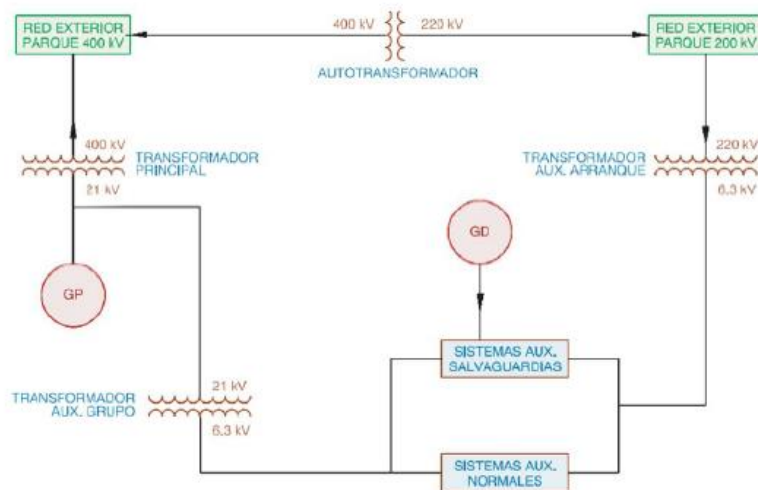 RED EXTERIOR
PARQUE 400 kV
400 kV
220 kV
AUTOTRANSFORMADOR
RED EXTERIOR
PARQUE 200 kV
400 kV
21 kV
TRANSFORMADOR
PRINCIPAL
TRANSFORMADOR
AUX. ARRANQUE
220 kV
6.3 kV
GP
GD
SISTEMAS AUX.
SALVAGUARDIAS
TRANSFORMADOR
AUX. GRUPO
21 kV
6.3 kV
SISTEMAS AUX.
NORMALES